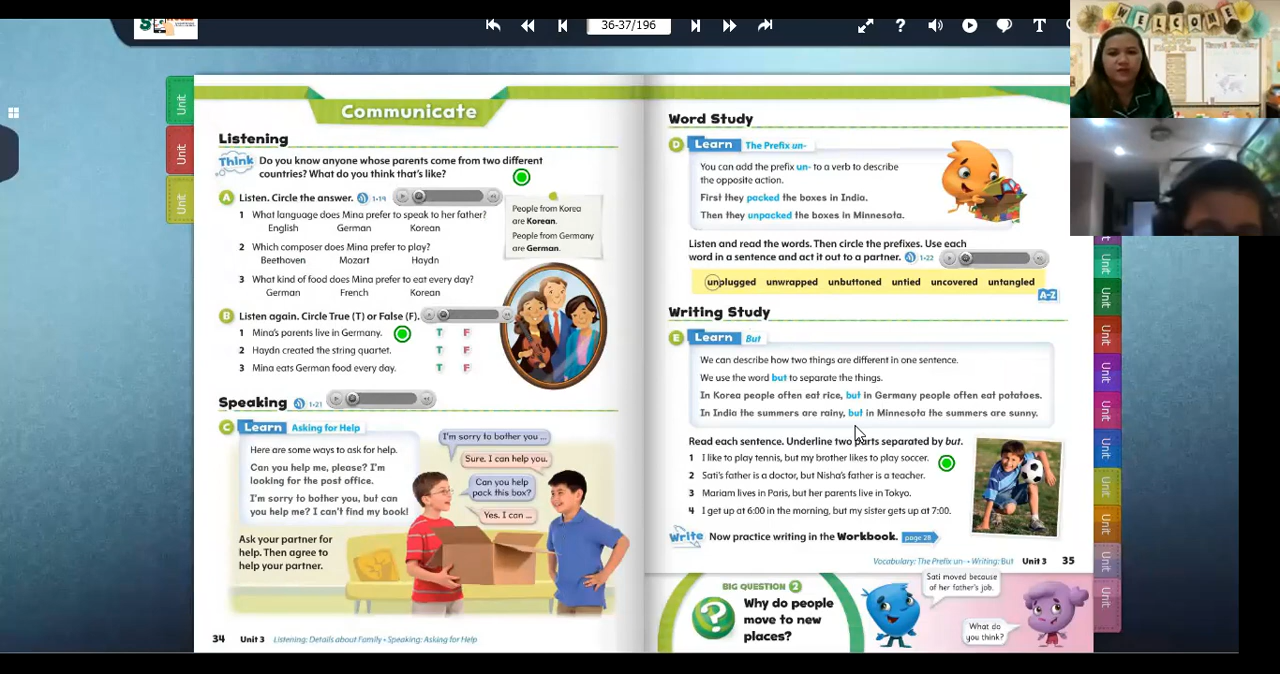 36-37/196
WELCOME
Unit
Unit
Unit
Communicate
Listening
Think Do you know anyone whose parents come from two different
countries? What do you think that's like?
A Listen. Circle the answer. 1•19
1 What language does Mina prefer to speak to her father?
English German Korean
2 Which composer does Mina prefer to play?
Beethoven Mozart Haydn
3 What kind of food does Mina prefer to eat every day?
German French Korean
People from Korea
are Korean.
People from Germany
are German.
B Listen again. Circle True (T) or False (F).
1 Mina's parents live in Germany. T F
2 Haydn created the string quartet. T F
3 Mina eats German food every day. T F
Speaking 1•21
C Learn Asking for Help
Here are some ways to ask for help.
Can you help me, please? I'm
looking for the post office.
I'm sorry to bother you, but can
you help me? I can't find my book!
Ask your partner for
help. Then agree to
help your partner.
I'm sorry to bother you ...
Sure. I can help you.
Can you help
pack this box?
Yes. I can ...
34 Unit 3 Listening: Details about Family • Speaking: Asking for Help
Word Study
D Learn The Prefix un-
You can add the prefix un- to a verb to describe
the opposite action.
First they packed the boxes in India.
Then they unpacked the boxes in Minnesota.
Listen and read the words. Then circle the prefixes. Use each
word in a sentence and act it out to a partner. 1•22
unplugged unwrapped unbuttoned untied uncovered untangled
A-Z
Writing Study
E Learn But
We can describe how two things are different in one sentence.
We use the word but to separate the things.
In Korea people often eat rice, but in Germany people often eat potatoes.
In India the summers are rainy, but in Minnesota the summers are sunny.
Read each sentence. Underline two parts separated by but.
1 I like to play tennis, but my brother likes to play soccer.
2 Sati's father is a doctor, but Nisha's father is a teacher.
3 Mariam lives in Paris, but her parents live in Tokyo.
4 I get up at 6:00 in the morning, but my sister gets up at 7:00.
Write Now practice writing in the Workbook. page 28
Vocabulary: The Prefix un- • Writing: But Unit 3 35
BIG QUESTION 2
Why do people
move to new
places?
Sati moved because
of her father's job.
What do
you think?
Unit
Unit
Unit
Unit
Unit
Unit
Unit
Unit